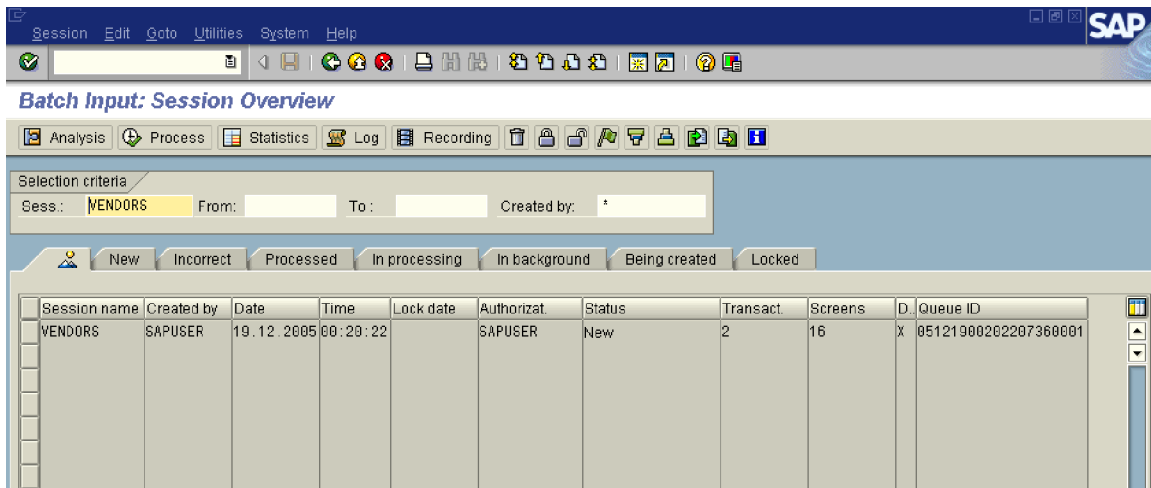 Session Edit Goto Utilities System Help
SAP
Batch Input: Session Overview
Analysis Process Statistics Log Recording
Selection criteria
Sess.: VENDORS From: To : Created by: *
New Incorrect Processed In processing In background Being created Locked
Session name Created by Date Time Lock date Authorizat. Status Transact. Screens D.. Queue ID
VENDORS SAPUSER 19.12.2005 00:20:22 SAPUSER New 2 16 X 05121900202207360001